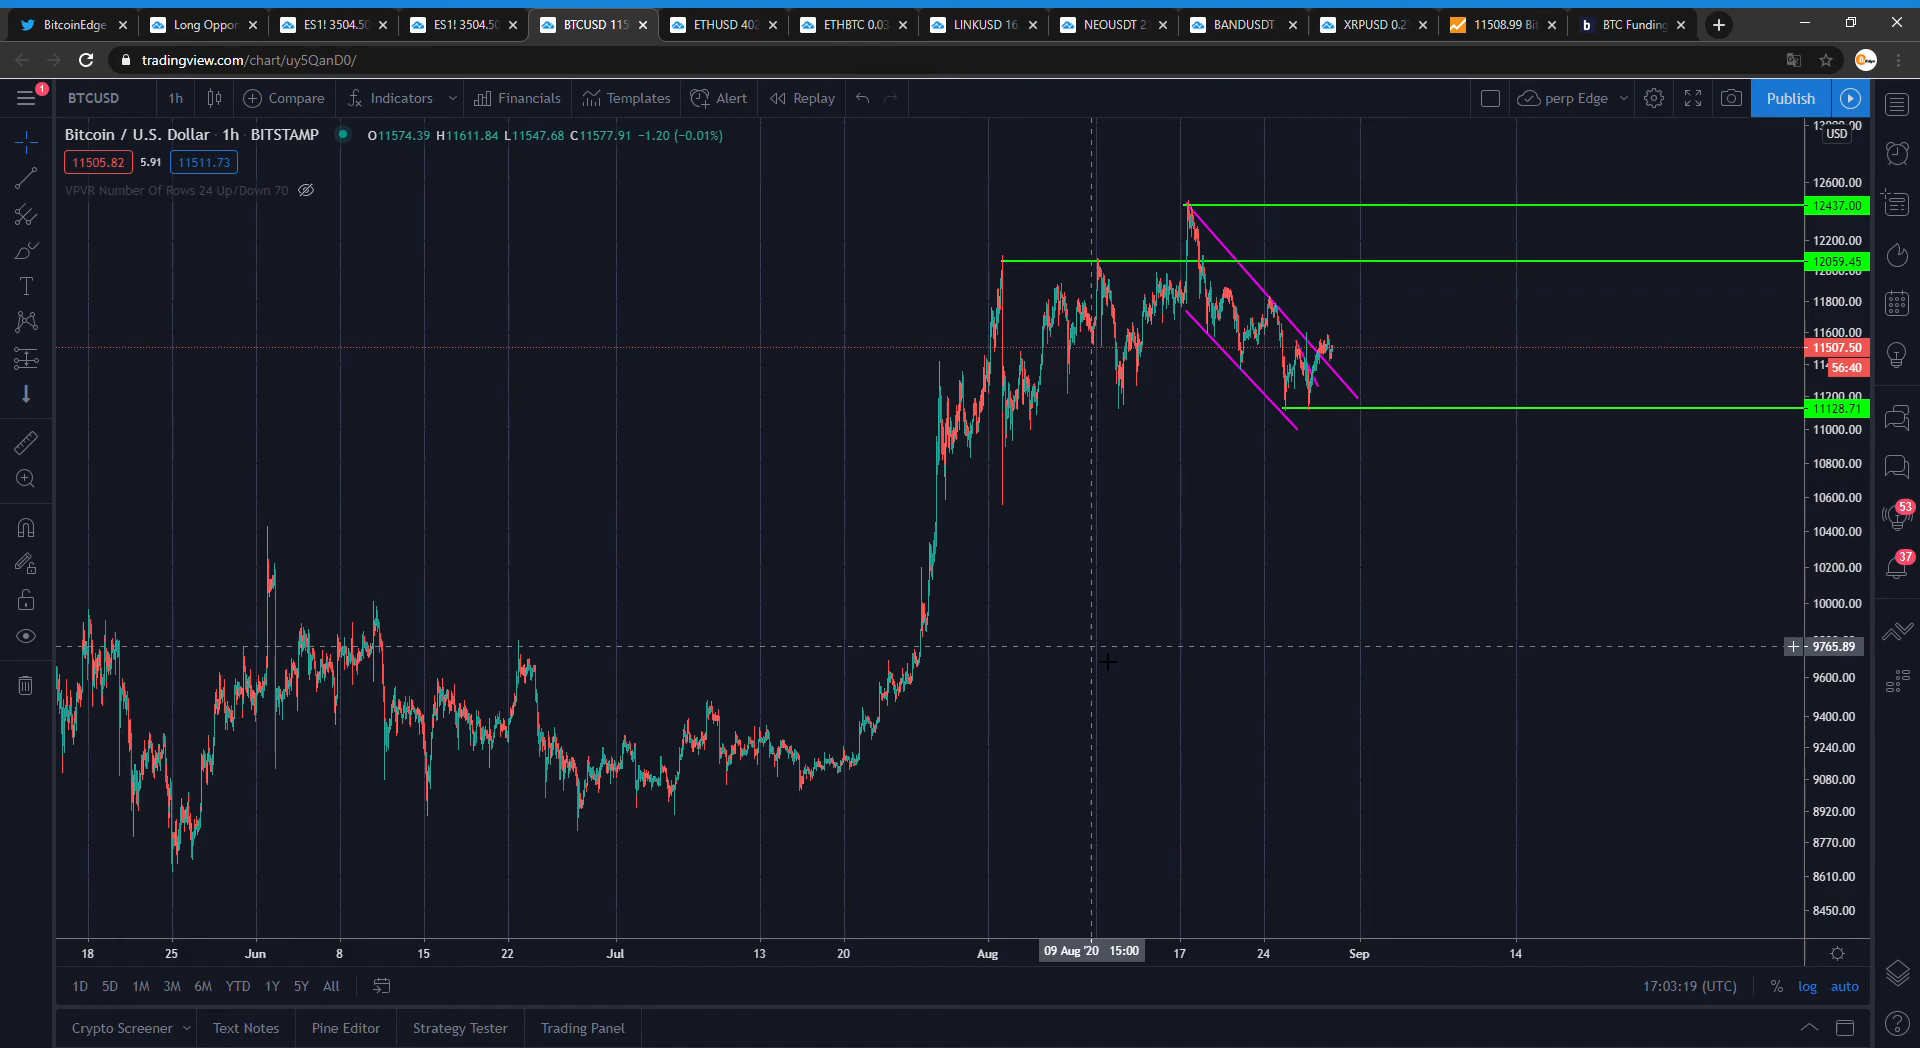 BitcoinEdge
Long Oppor
ES1! 3504.50
ES1! 3504.50
BTCUSD 115
ETHUSD 402
ETHBTC 0.03
LINKUSD 16
NEOUSDT 2
BANDUSDT
XRPUSD 0.2
11508.99 Bi
BTC Funding
tradingview.com/chart/uy5QanD0/
1
BTCUSD 1h Compare Indicators Financials Templates Alert Replay perp Edge Publish
Bitcoin / U.S. Dollar · 1h · BITSTAMP O11574.39 H11611.84 L11547.68 C11577.91 −1.20 (−0.01%)
11505.82 5.91 11511.73
VPVR Number Of Rows 24 Up/Down 70
USD
12600.00
12437.00
12200.00
12059.45
11800.00
11600.00
11507.50
56:40
11128.71
11000.00
10800.00
10600.00
10400.00
10200.00
10000.00
9765.89
9600.00
9400.00
9240.00
9080.00
8920.00
8770.00
8610.00
8450.00
53
37
18 25 Jun 8 15 22 Jul 13 20 Aug 09 Aug '20 15:00 17 24 Sep 14
1D 5D 1M 3M 6M YTD 1Y 5Y All 17:03:19 (UTC) % log auto
Crypto Screener Text Notes Pine Editor Strategy Tester Trading Panel